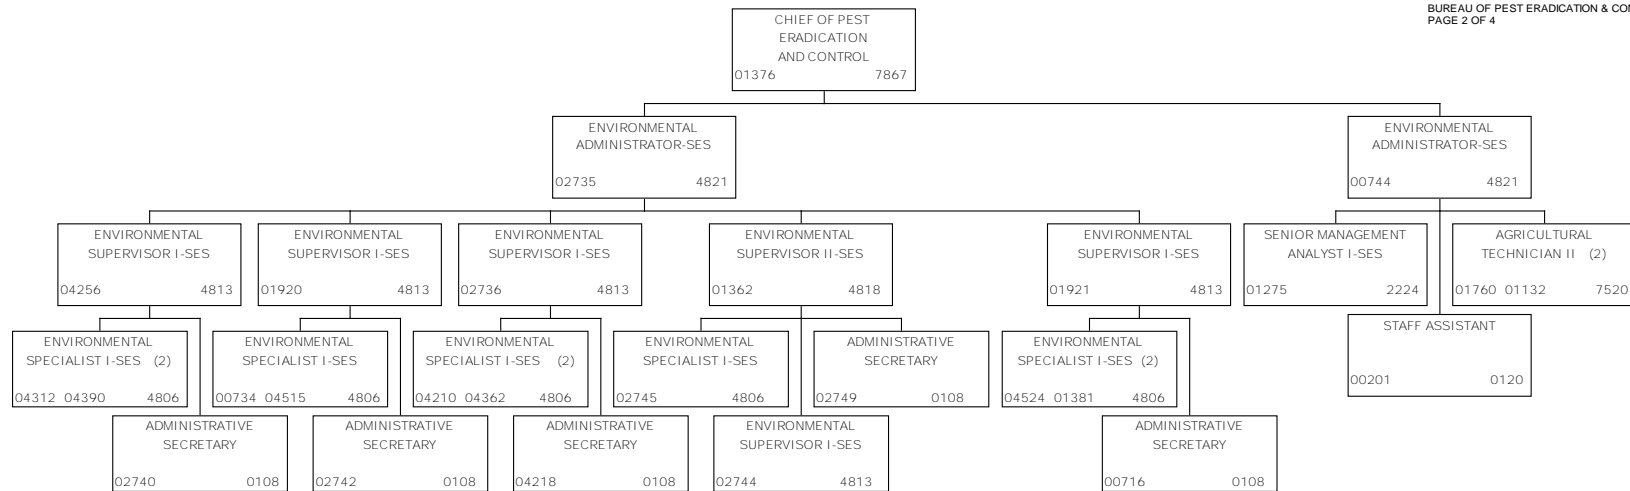 BUREAU OF PEST ERADICATION & CO
PAGE 2 OF 4
CHIEF OF PEST
ERADICATION
AND CONTROL
01376 7867
ENVIRONMENTAL
ADMINISTRATOR-SES
02735 4821
ENVIRONMENTAL
ADMINISTRATOR-SES
00744 4821
ENVIRONMENTAL
SUPERVISOR I-SES
04256 4813
ENVIRONMENTAL
SUPERVISOR I-SES
01920 4813
ENVIRONMENTAL
SUPERVISOR I-SES
02736 4813
ENVIRONMENTAL
SUPERVISOR II-SES
01362 4818
ENVIRONMENTAL
SUPERVISOR I-SES
01921 4813
SENIOR MANAGEMENT
ANALYST I-SES
01275 2224
AGRICULTURAL
TECHNICIAN II (2)
01760 01132 7520
STAFF ASSISTANT
00201 0120
ENVIRONMENTAL
SPECIALIST I-SES (2)
04312 04390 4806
ENVIRONMENTAL
SPECIALIST I-SES
00734 04515 4806
ENVIRONMENTAL
SPECIALIST I-SES (2)
04210 04362 4806
ENVIRONMENTAL
SPECIALIST I-SES
02745 4806
ADMINISTRATIVE
SECRETARY
02749 0108
ENVIRONMENTAL
SPECIALIST I-SES (2)
04524 01381 4806
ADMINISTRATIVE
SECRETARY
02740 0108
ADMINISTRATIVE
SECRETARY
02742 0108
ADMINISTRATIVE
SECRETARY
04218 0108
ENVIRONMENTAL
SUPERVISOR I-SES
02744 4813
ADMINISTRATIVE
SECRETARY
00716 0108